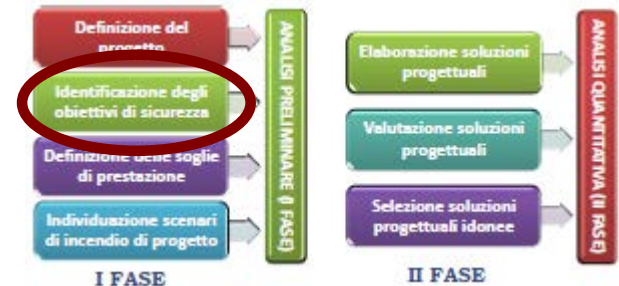 Definizione del
progetto
Identificazione degli
obiettivi di sicurezza
Definizione delle soglie
di prestazione
Individuazione scenari
di incendio di progetto
ANALISI PRELIMINARE (I FASE)
I FASE
Elaborazione soluzioni
progettuali
Valutazione soluzioni
progettuali
Selezione soluzioni
progettuali idonee
ANALISI QUANTITATIVA (II FASE)
II FASE